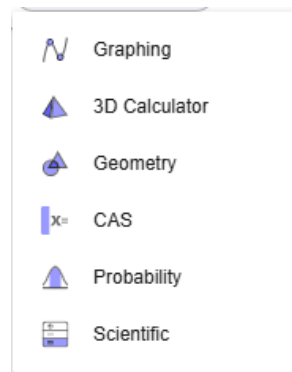 Graphing
3D Calculator
Geometry
x= CAS
Probability
Scientific